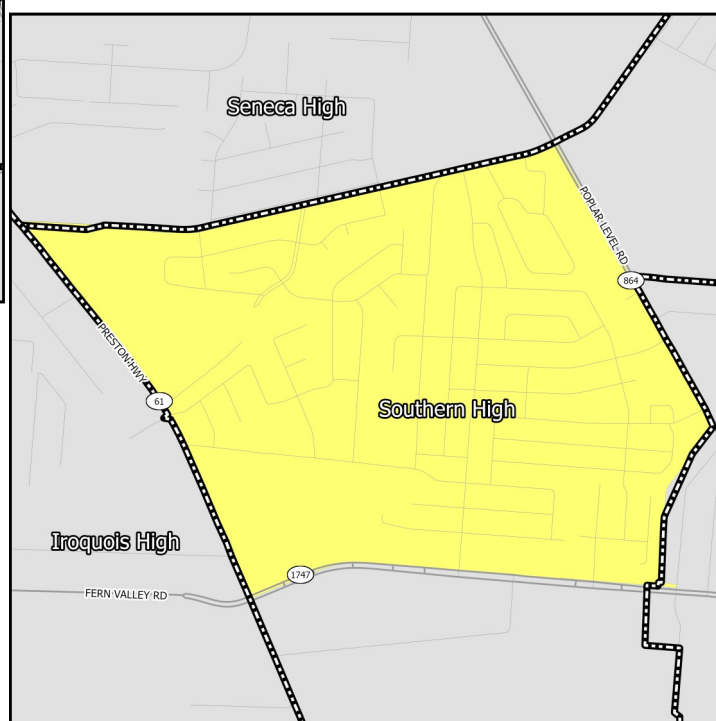 Seneca High
POPLAR LEVEL RD
864
PRESTON HWY
61
Southern High
Iroquois High
1747
FERN VALLEY RD